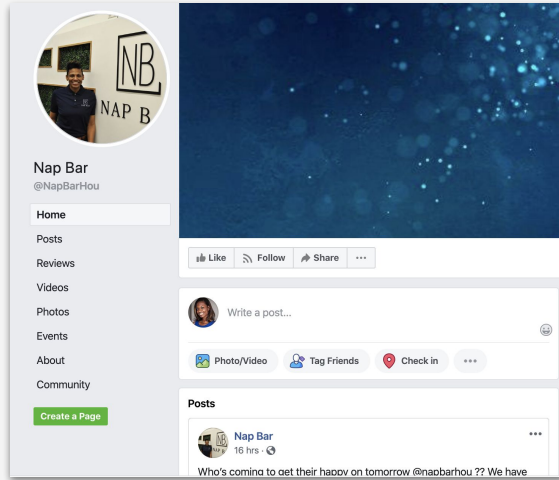 NB
NAP B
Nap Bar
@NapBarHou
Home
Posts
Reviews
Videos
Photos
Events
About
Community
Create a Page
Like Follow Share ...
Write a post...
Photo/Video Tag Friends Check in ...
Posts
Nap Bar ...
16 hrs ·
Who's coming to get their happy on tomorrow @napbarhou ?? We have